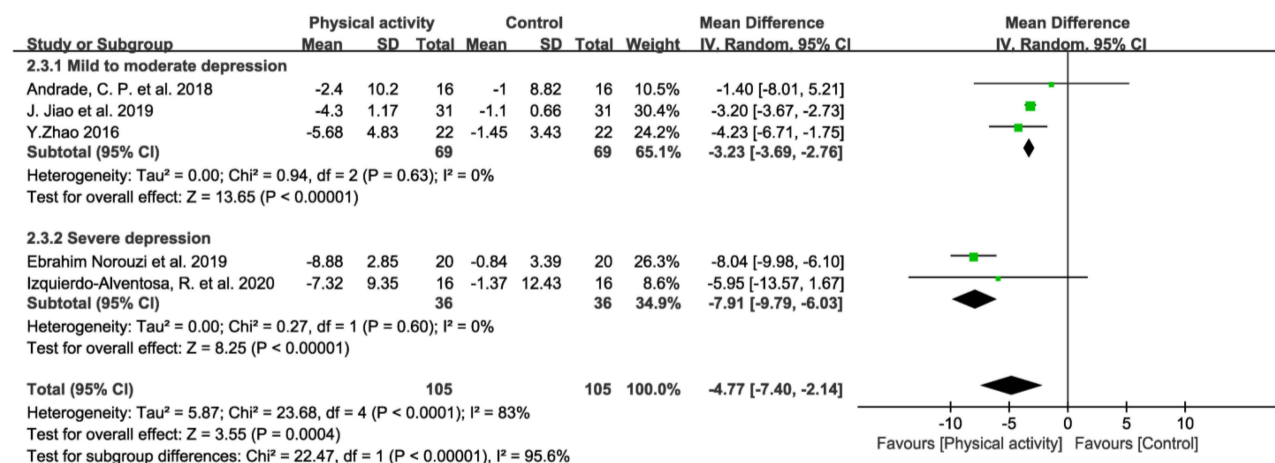 Physical activity Control Mean Difference Mean Difference
Study or Subgroup Mean SD Total Mean SD Total Weight IV. Random. 95% CI IV. Random. 95% CI
2.3.1 Mild to moderate depression
Andrade, C. P. et al. 2018 -2.4 10.2 16 -1 8.82 16 10.5% -1.40 [-8.01, 5.21]
J. Jiao et al. 2019 -4.3 1.17 31 -1.1 0.66 31 30.4% -3.20 [-3.67, -2.73]
Y.Zhao 2016 -5.68 4.83 22 -1.45 3.43 22 24.2% -4.23 [-6.71, -1.75]
Subtotal (95% CI) 69 69 65.1% -3.23 [-3.69, -2.76]
Heterogeneity: Tau² = 0.00; Chi² = 0.94, df = 2 (P = 0.63); I² = 0%
Test for overall effect: Z = 13.65 (P < 0.00001)
2.3.2 Severe depression
Ebrahim Norouzi et al. 2019 -8.88 2.85 20 -0.84 3.39 20 26.3% -8.04 [-9.98, -6.10]
Izquierdo-Alventosa, R. et al. 2020 -7.32 9.35 16 -1.37 12.43 16 8.6% -5.95 [-13.57, 1.67]
Subtotal (95% CI) 36 36 34.9% -7.91 [-9.79, -6.03]
Heterogeneity: Tau² = 0.00; Chi² = 0.27, df = 1 (P = 0.60); I² = 0%
Test for overall effect: Z = 8.25 (P < 0.00001)
Total (95% CI) 105 105 100.0% -4.77 [-7.40, -2.14]
Heterogeneity: Tau² = 5.87; Chi² = 23.68, df = 4 (P < 0.0001); I² = 83%
Test for overall effect: Z = 3.55 (P = 0.0004)
Test for subgroup differences: Chi² = 22.47, df = 1 (P < 0.00001), I² = 95.6%
-10 -5 0 5 10
Favours [Physical activity] Favours [Control]